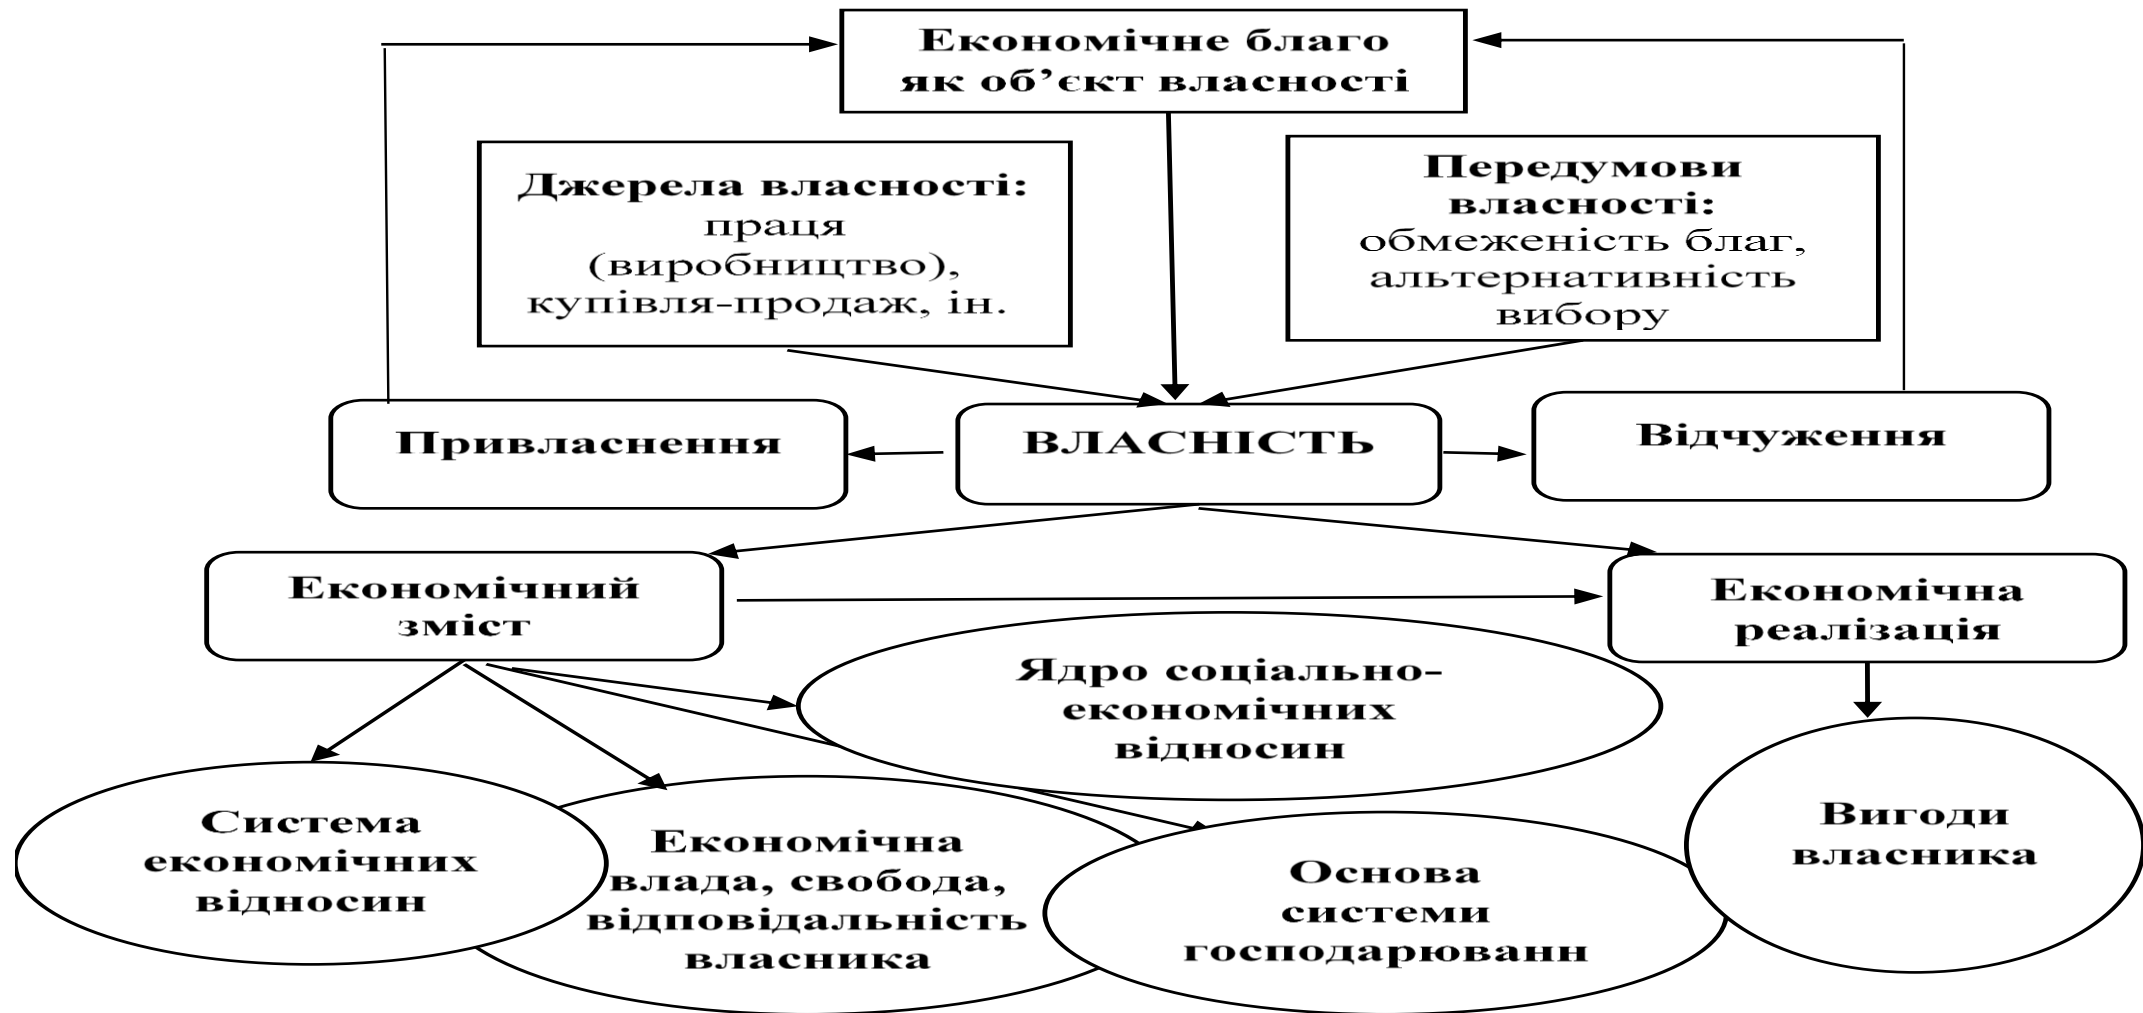 Економічне благо
як об’єкт власності
Джерела власності:
праця
(виробництво),
купівля-продаж, ін.
Передумови
власності:
обмеженість благ,
альтернативність
вибору
Привласнення
ВЛАСНІСТЬ
Відчуження
Економічний
зміст
Економічна
реалізація
Ядро соціально-
економічних
відносин
Система
економічних
відносин
Економічна
влада, свобода,
відповідальність
власника
Основа
системи
господарюванн
Вигоди
власника